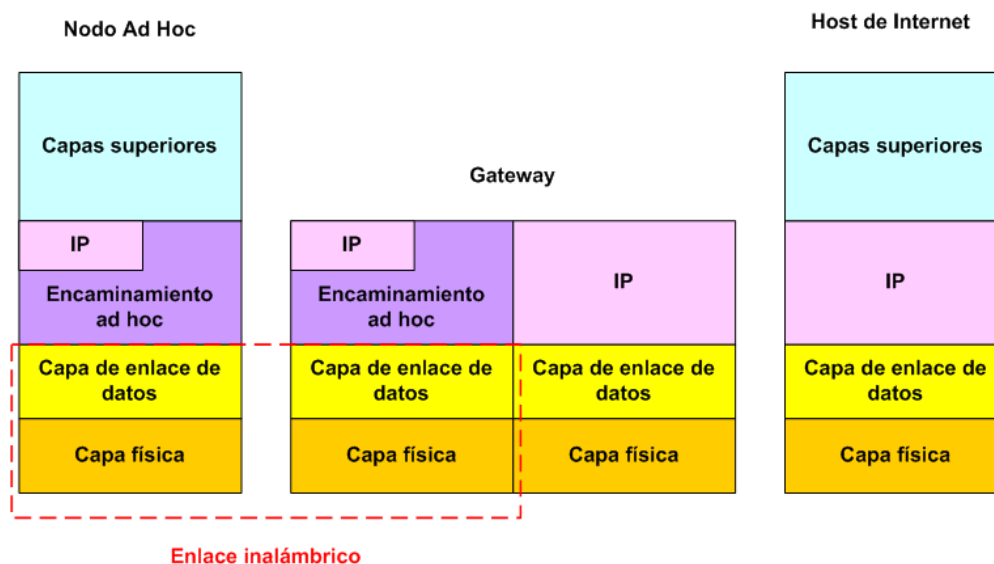 Nodo Ad Hoc
Host de Internet
Capas superiores
Capas superiores
Gateway
IP
Encaminamiento
ad hoc
IP
Encaminamiento
ad hoc
IP
IP
Capa de enlace de
datos
Capa de enlace de
datos
Capa de enlace de
datos
Capa de enlace de
datos
Capa física
Capa física
Capa física
Capa física
Enlace inalámbrico